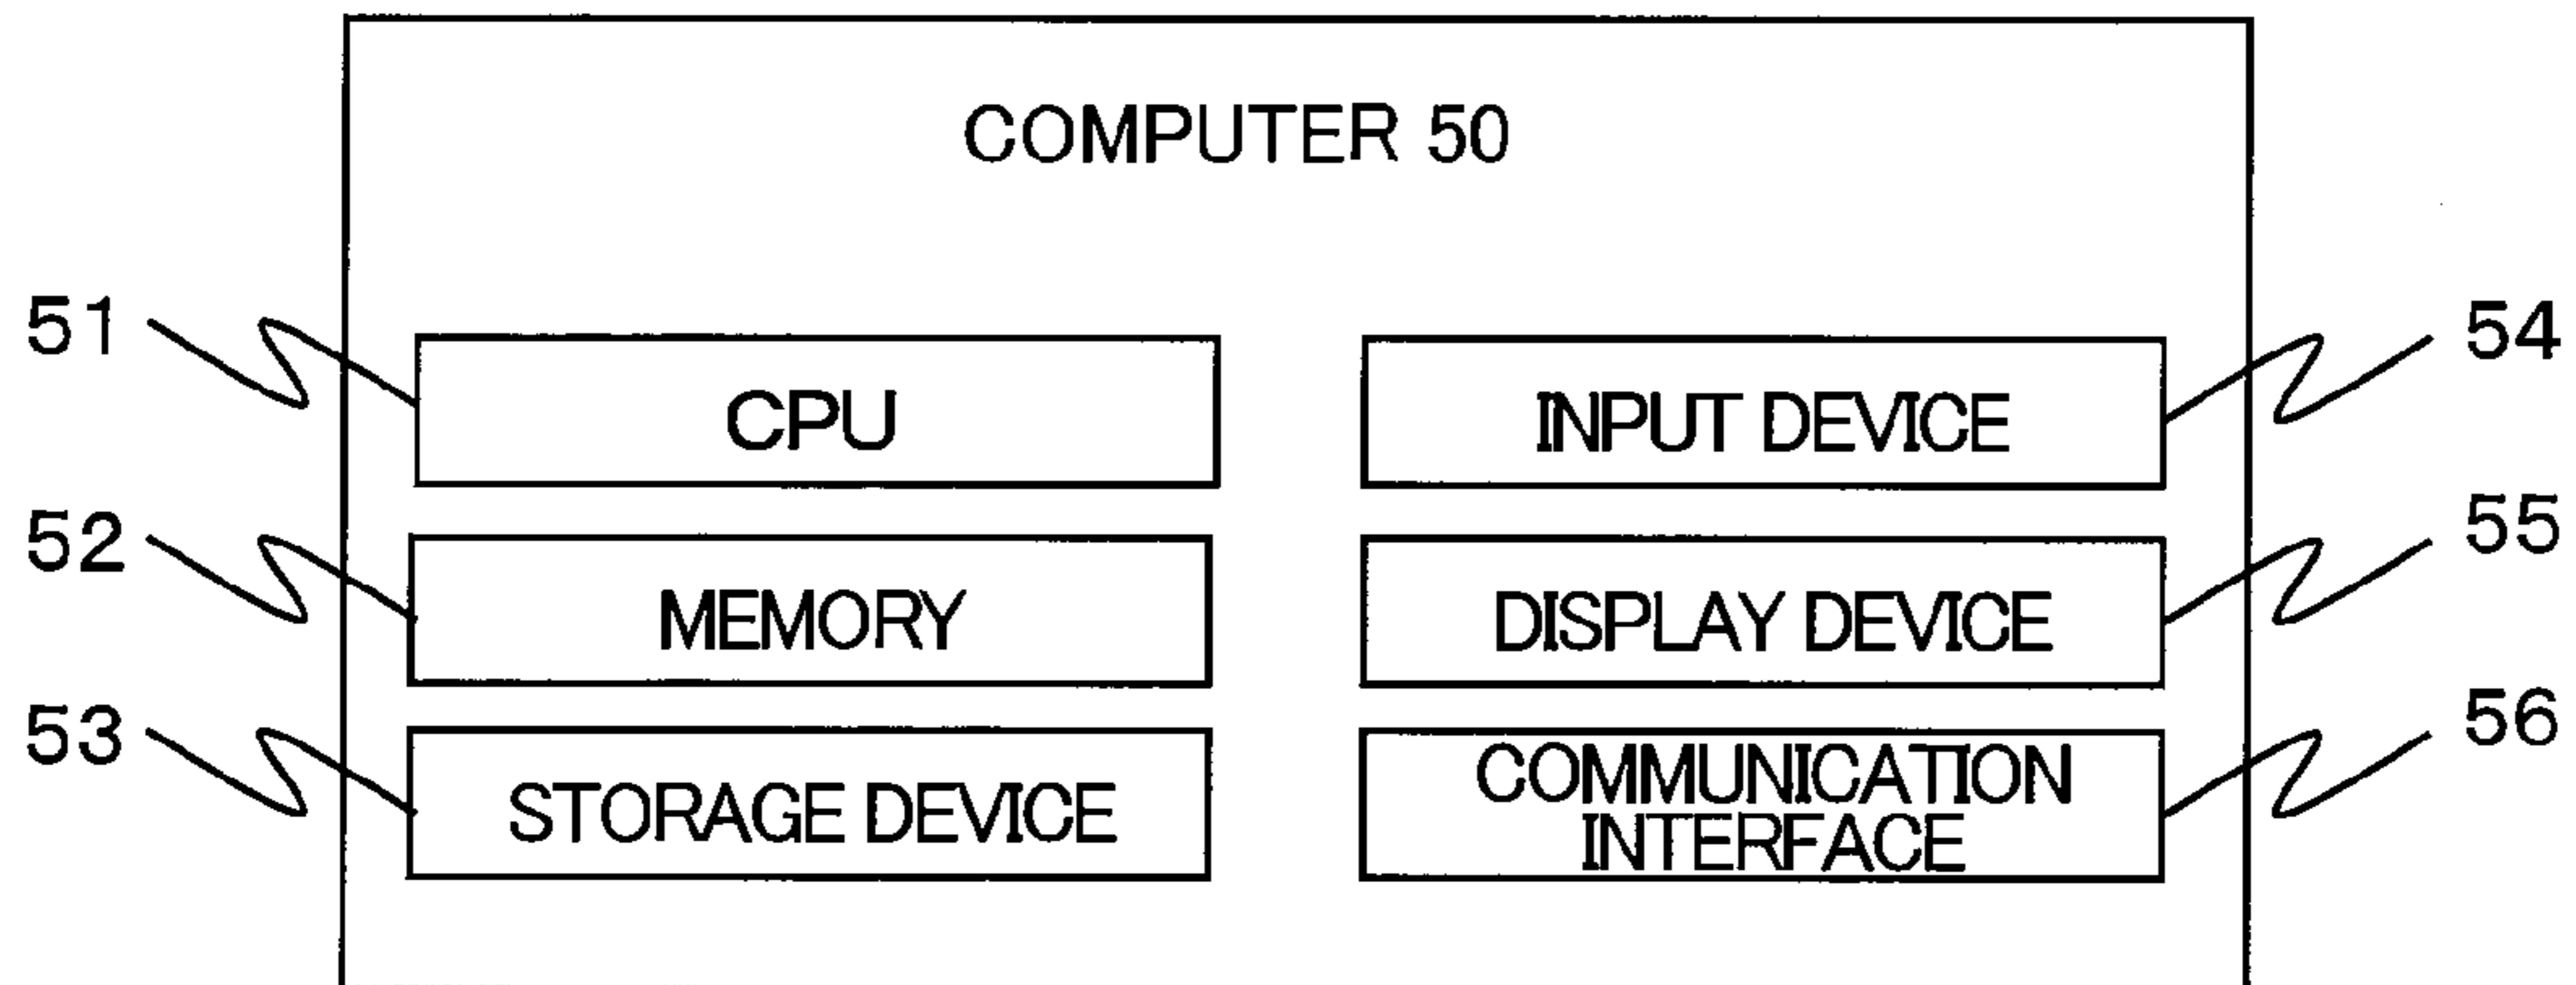 COMPUTER 50
51
CPU
INPUT DEVICE
54
52
MEMORY
DISPLAY DEVICE
55
53
STORAGE DEVICE
COMMUNICATION
INTERFACE
56